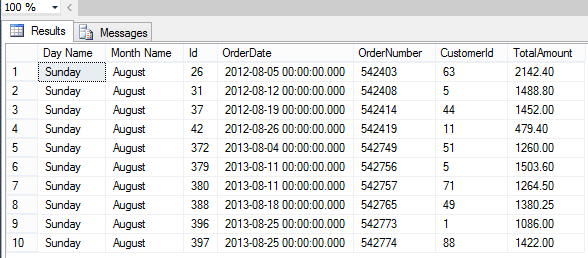 100 %
Results Messages
Day Name Month Name Id OrderDate OrderNumber CustomerId TotalAmount
1 Sunday August 26 2012-08-05 00:00:00.000 542403 63 2142.40
2 Sunday August 31 2012-08-12 00:00:00.000 542408 5 1488.80
3 Sunday August 37 2012-08-19 00:00:00.000 542414 44 1452.00
4 Sunday August 42 2012-08-26 00:00:00.000 542419 11 479.40
5 Sunday August 372 2013-08-04 00:00:00.000 542749 51 1260.00
6 Sunday August 379 2013-08-11 00:00:00.000 542756 5 1503.60
7 Sunday August 380 2013-08-11 00:00:00.000 542757 71 1264.50
8 Sunday August 388 2013-08-18 00:00:00.000 542765 49 1380.25
9 Sunday August 396 2013-08-25 00:00:00.000 542773 1 1086.00
10 Sunday August 397 2013-08-25 00:00:00.000 542774 88 1422.00